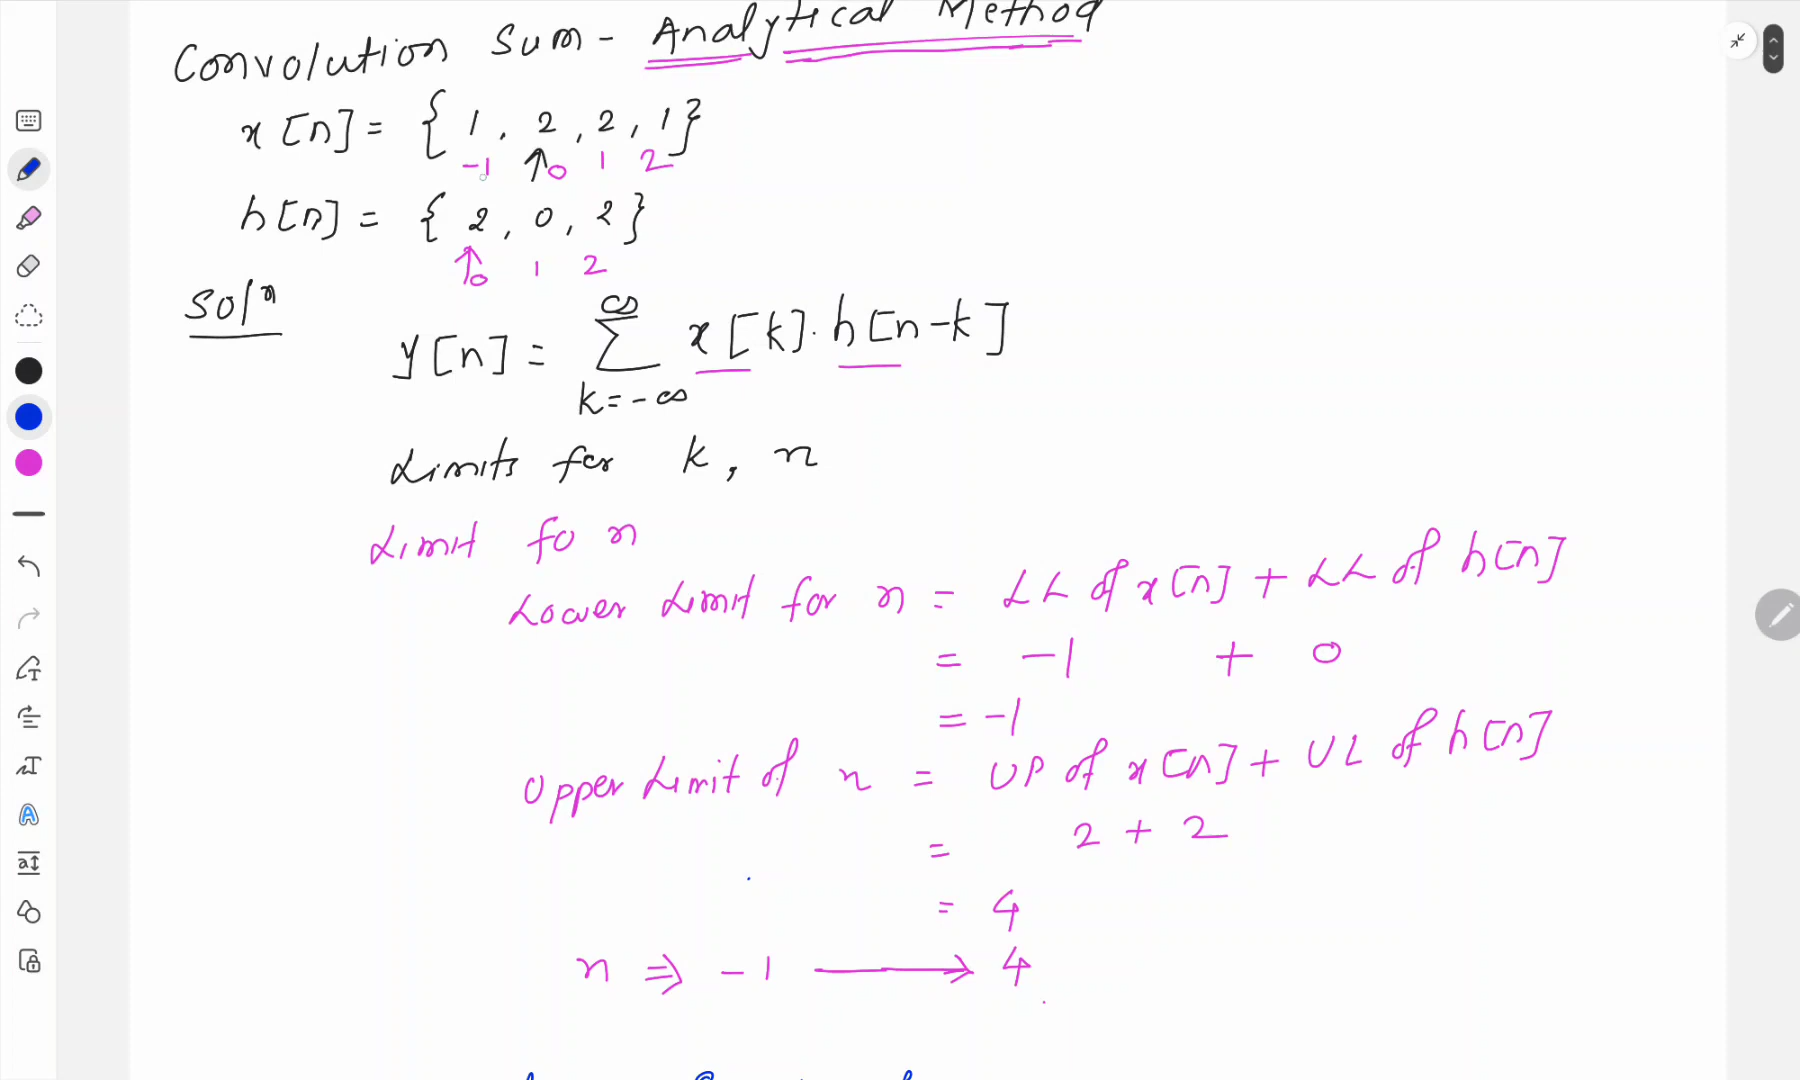 Convolution Sum - Analytical Method
x[n] = { 1, 2, 2, 1}
-1 ↑0 1 2
h[n] = { 2, 0, 2 }
↑0 1 2
Solⁿ
y[n] = ∞ Σ k=-∞ x[k]. h[n-k]
Limits for k, n
Limit fo n
Lower Limit for n = LL of x[n] + LL of h[n]
= -1 + 0
= -1
Upper Limit of n = UP of x[n] + UL of h[n]
= 2 + 2
= 4
n ⇒ -1 ⟶ 4